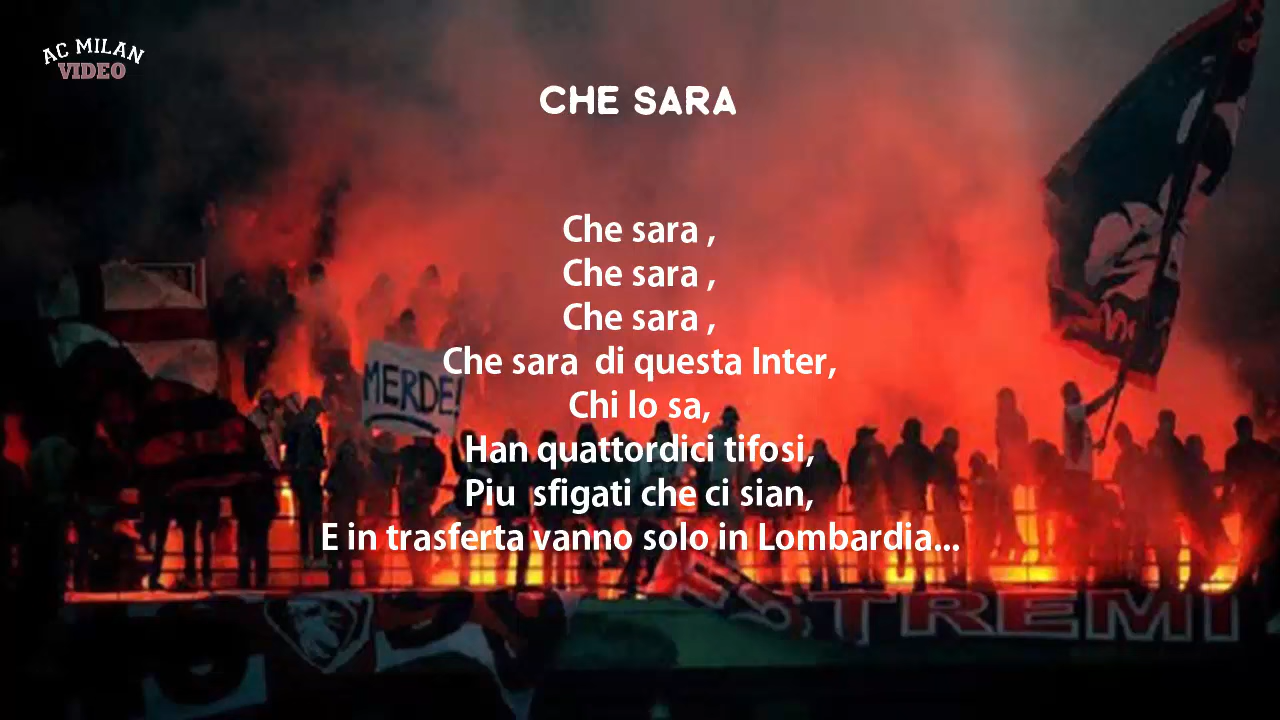 AC MILAN
VIDEO
CHE SARA
Che sara ,
Che sara ,
Che sara ,
Che sara  di questa Inter,
Chi lo sa,
Han quattordici tifosi,
Piu  sfigati che ci sian,
E in trasferta vanno solo in Lombardia...
MERDE!
ESTREMI